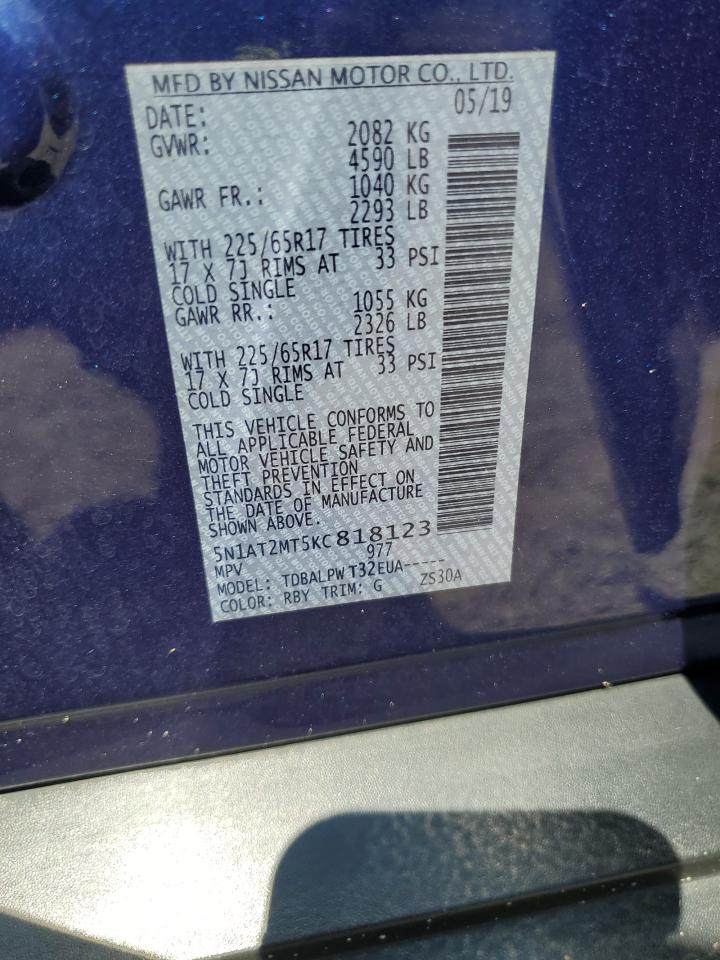 MFD BY NISSAN MOTOR CO., LTD.
DATE: 05/19
GVWR: 2082 KG
4590 LB
GAWR FR.: 1040 KG
2293 LB
WITH 225/65R17 TIRES
17 X 7J RIMS AT 33 PSI
COLD SINGLE
GAWR RR.: 1055 KG
2326 LB
WITH 225/65R17 TIRES
17 X 7J RIMS AT 33 PSI
COLD SINGLE
THIS VEHICLE CONFORMS TO
ALL APPLICABLE FEDERAL
MOTOR VEHICLE SAFETY AND
THEFT PREVENTION
STANDARDS IN EFFECT ON
THE DATE OF MANUFACTURE
SHOWN ABOVE.
5N1AT2MT5KC818123
MPV 977
MODEL: TDBALPW T32EUA-----
COLOR: RBY TRIM: G ZS30A